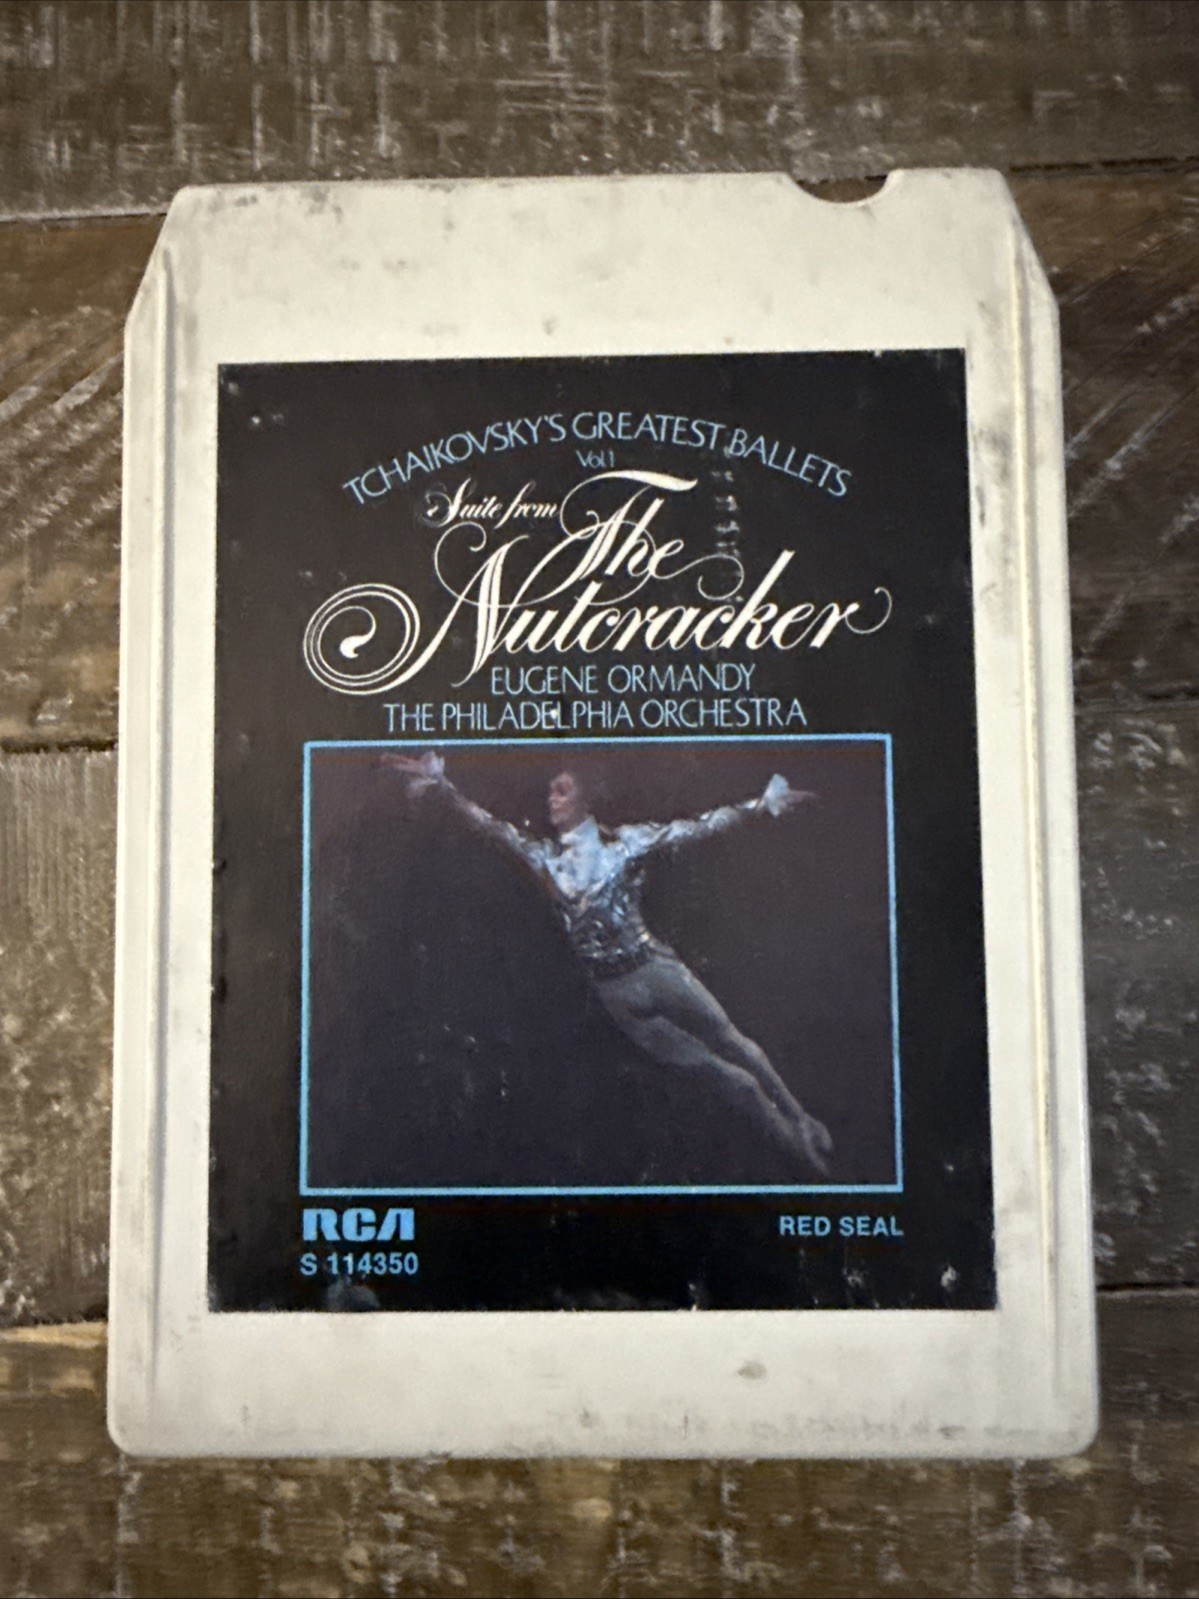 TCHAIKOVSKY'S GREATEST BALLETS
Vol.1
Suite from The
Nutcracker
EUGENE ORMANDY
THE PHILADELPHIA ORCHESTRA
RCA
RED SEAL
S 114350